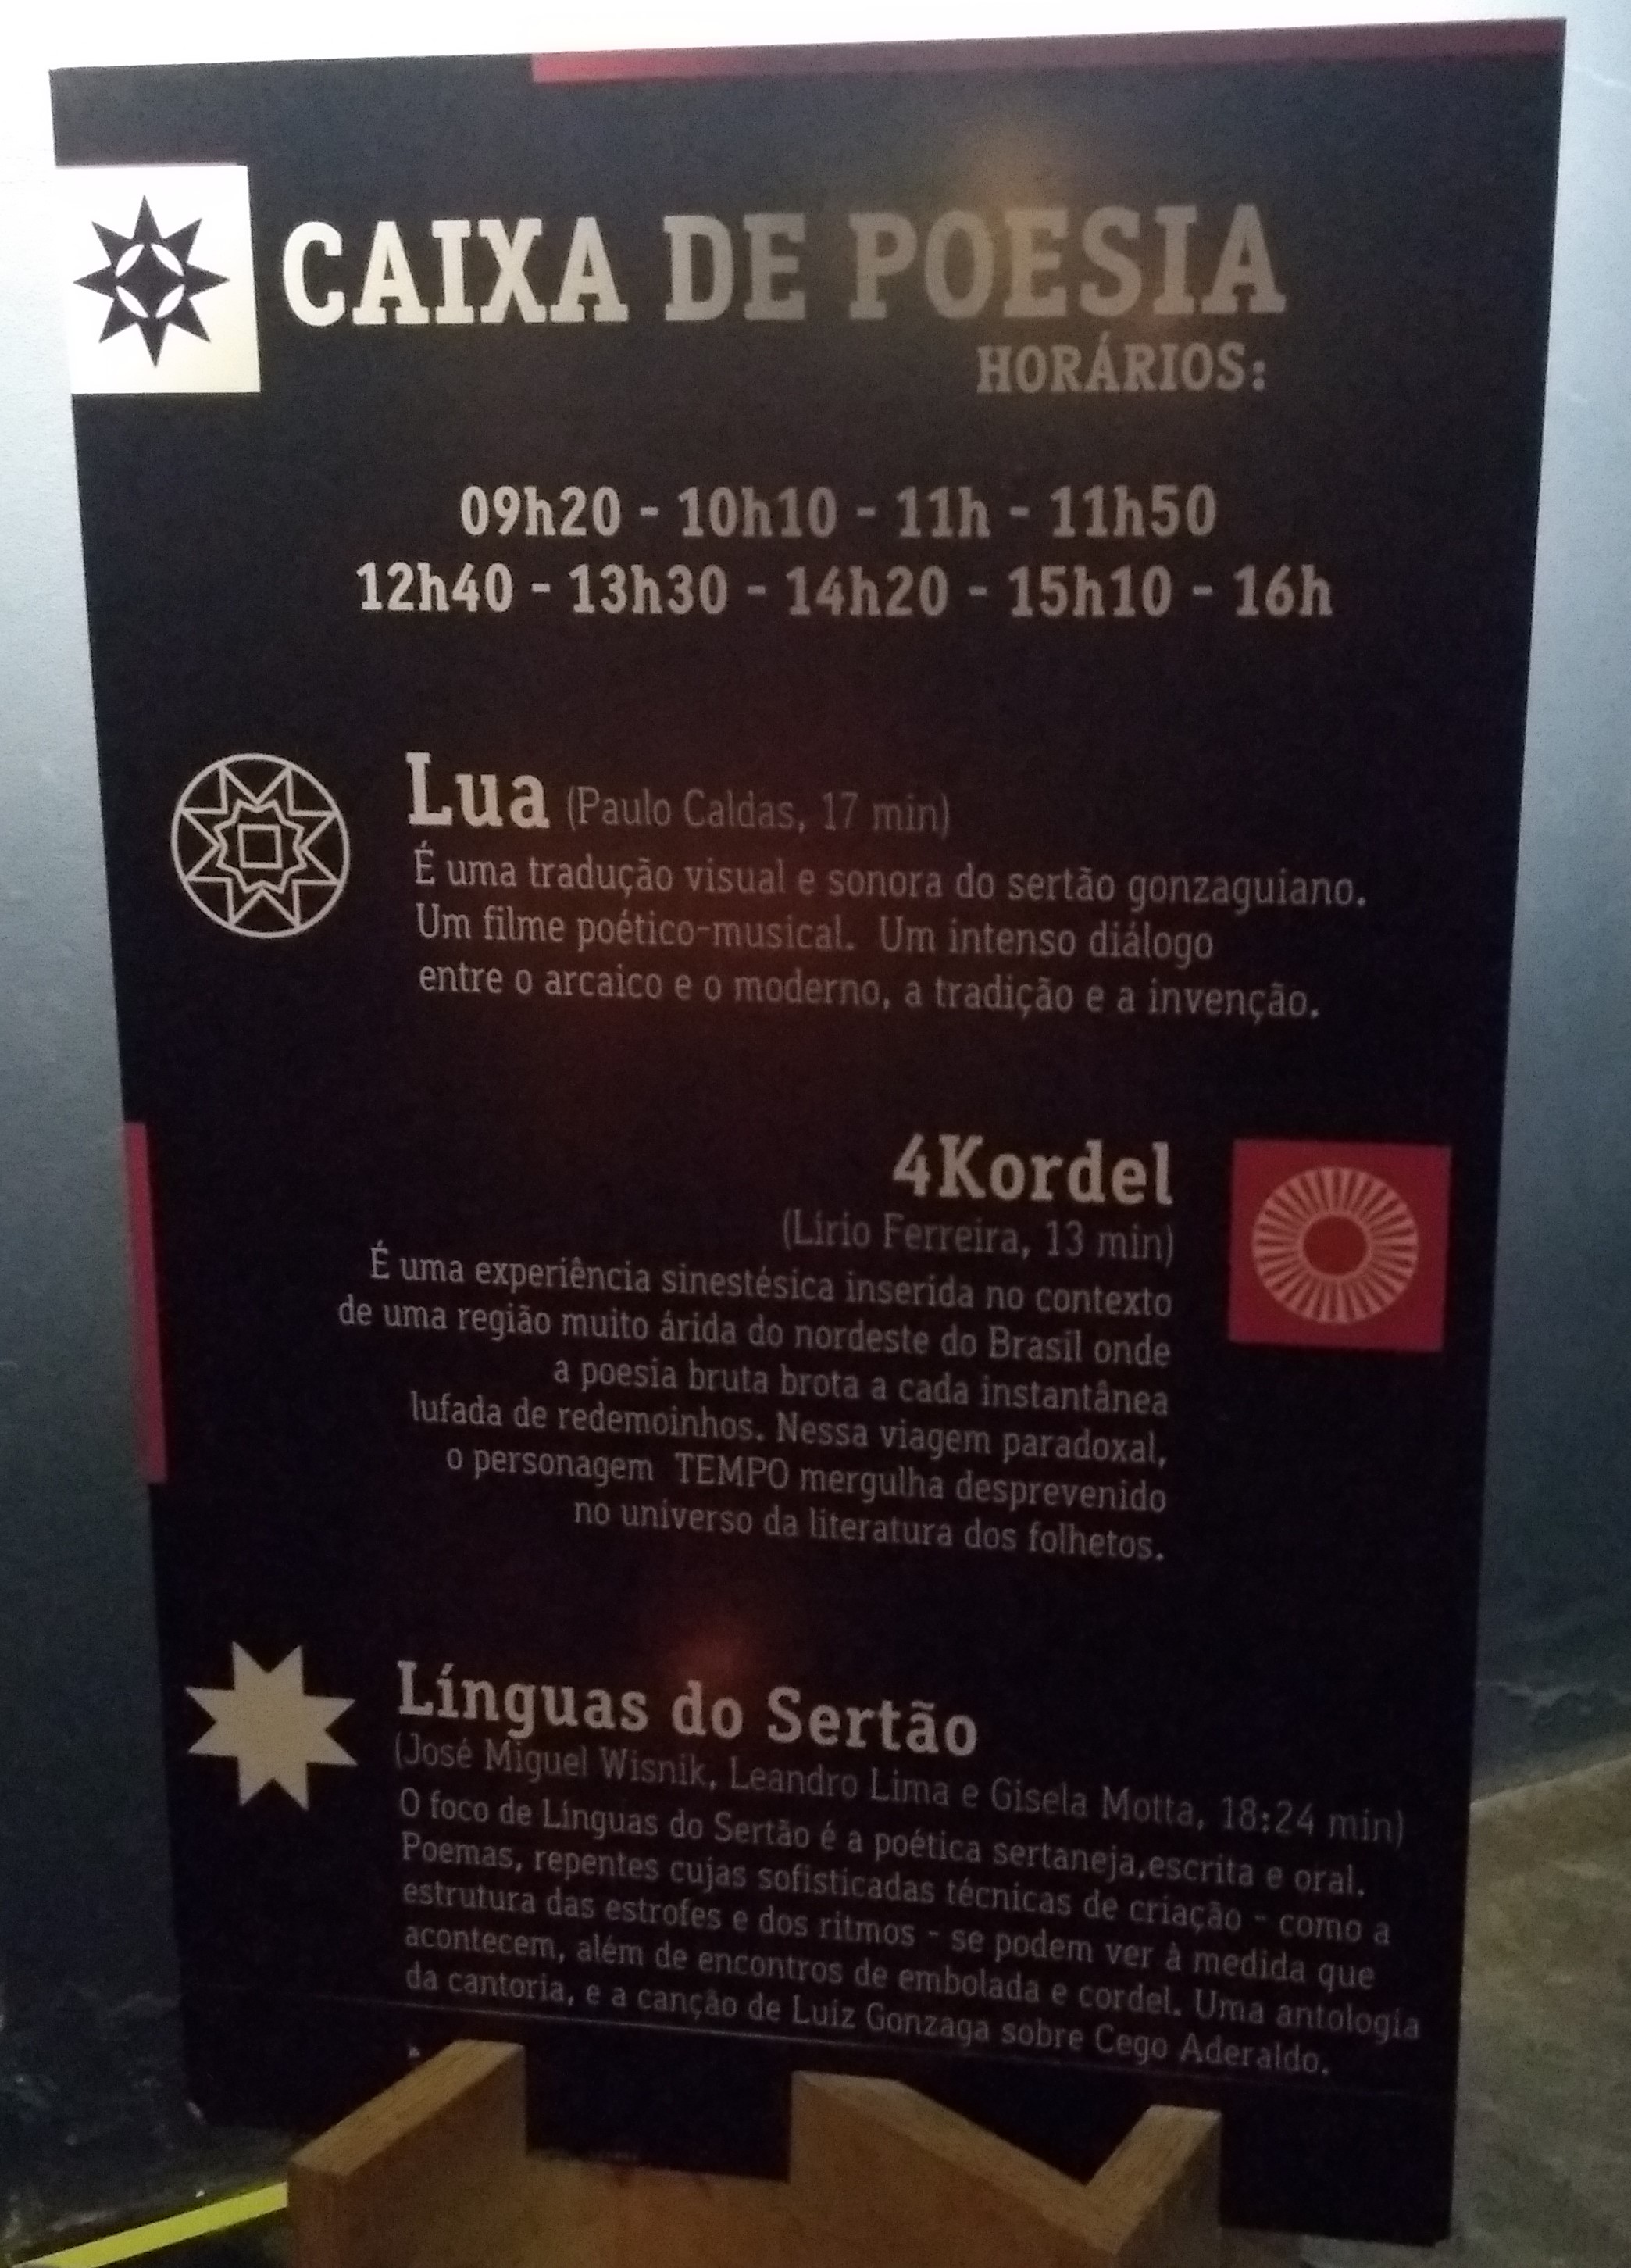 CAIXA DE POESIA
HORÁRIOS:
09h20 - 10h10 - 11h - 11h50
12h40 - 13h30 - 14h20 - 15h10 - 16h
Lua (Paulo Caldas, 17 min)
É uma tradução visual e sonora do sertão gonzaguiano.
Um filme poético-musical. Um intenso diálogo
entre o arcaico e o moderno, a tradição e a invenção.
4Kordel
(Lírio Ferreira, 13 min)
É uma experiência sinestésica inserida no contexto
de uma região muito árida do nordeste do Brasil onde
a poesia bruta brota a cada instantânea
lufada de redemoinhos. Nessa viagem paradoxal,
o personagem TEMPO mergulha desprevenido
no universo da literatura dos folhetos.
Línguas do Sertão
(José Miguel Wisnik, Leandro Lima e Gisela Motta, 18:24 min)
O foco de Línguas do Sertão é a poética sertaneja,escrita e oral.
Poemas, repentes cujas sofisticadas técnicas de criação - como a
estrutura das estrofes e dos ritmos - se podem ver à medida que
acontecem, além de encontros de embolada e cordel. Uma antologia
da cantoria, e a canção de Luiz Gonzaga sobre Cego Aderaldo.